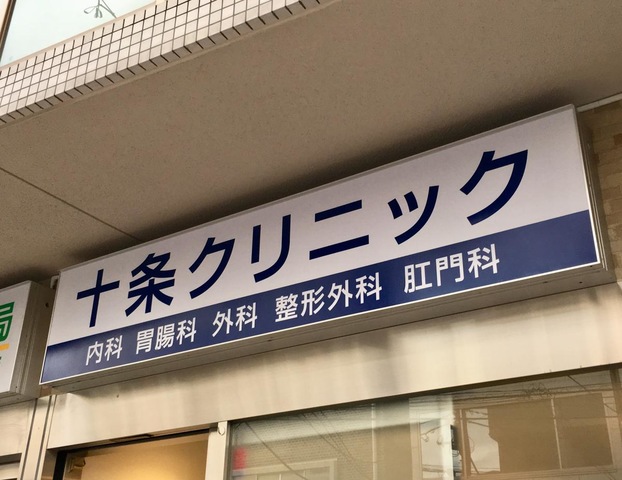 十条クリニック
内科 胃腸科 外科 整形外科 肛門科
局